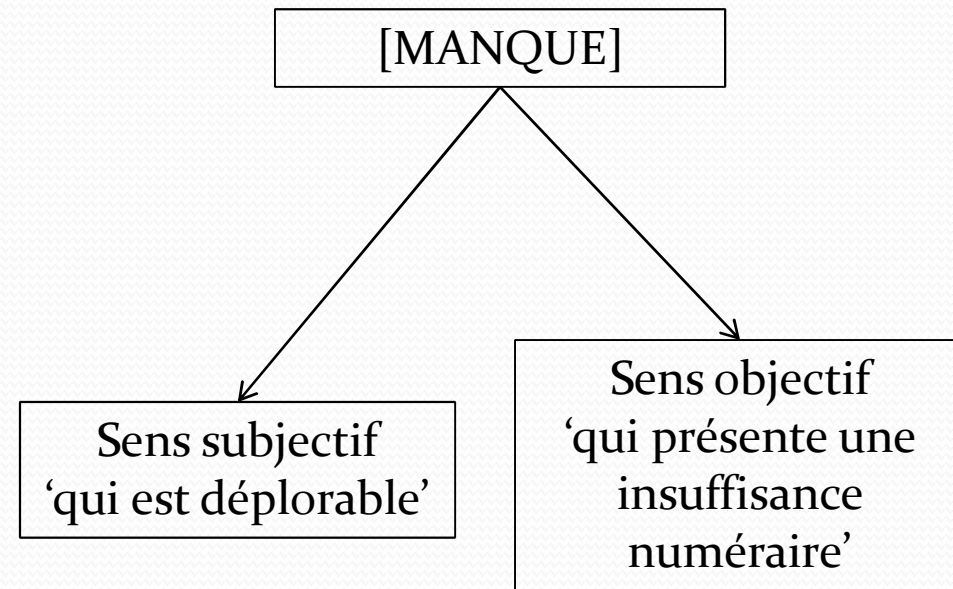 [MANQUE]
Sens subjectif
‘qui est déplorable’
Sens objectif
‘qui présente une
insuffisance
numéraire’